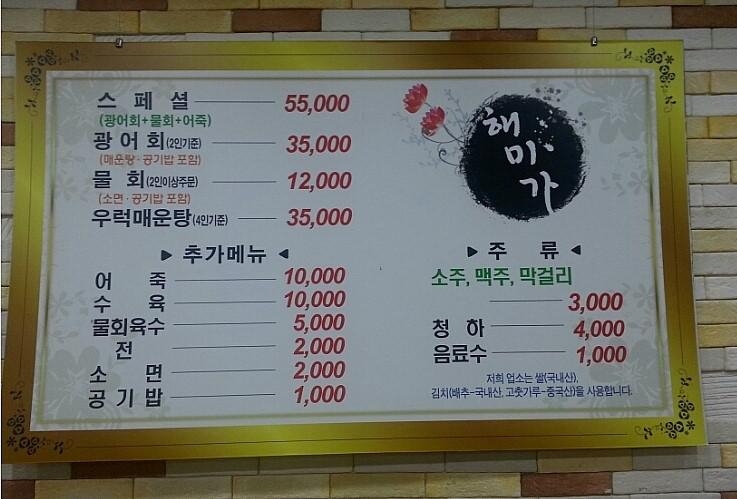 해미가
스페셜 55,000
(광어회+물회+어죽)
광어회(2인기준) 35,000
(매운탕·공기밥 포함)
물회(2인이상주문) 12,000
(소면·공기밥 포함)
우럭매운탕(4인기준) 35,000
▶ 추가메뉴 ◀
어죽 10,000
수육 10,000
물회육수 5,000
전 2,000
소면 2,000
공기밥 1,000
▶ 주류 ◀
소주, 맥주, 막걸리
3,000
청하 4,000
음료수 1,000
저희 업소는 쌀(국내산),
김치(배추-국내산, 고춧가루-중국산)을 사용합니다.